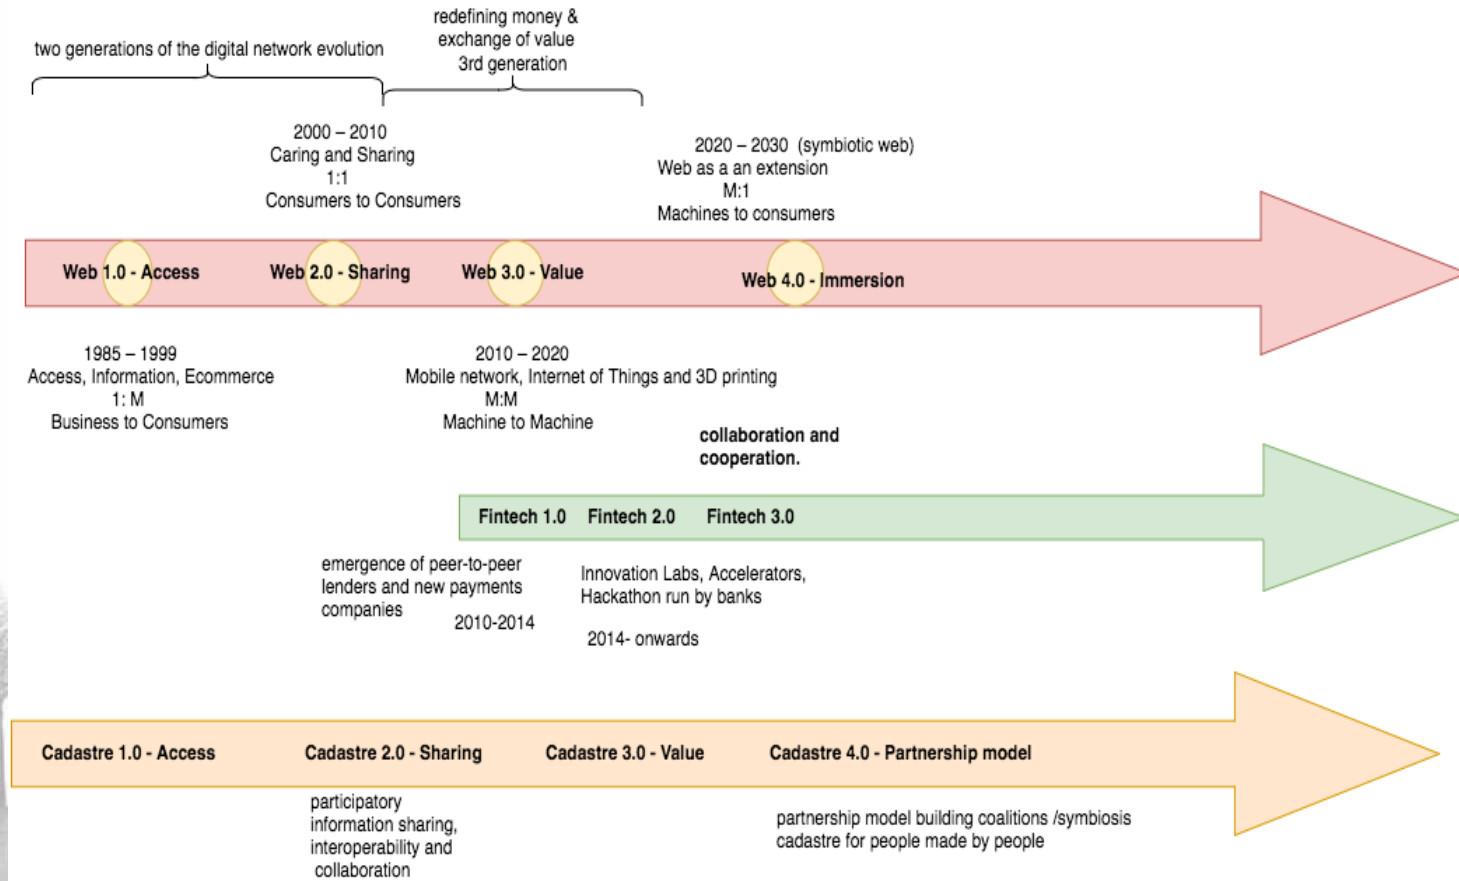 two generations of the digital network evolution
redefining money &
exchange of value
3rd generation
2000 – 2010
Caring and Sharing
1:1
Consumers to Consumers
2020 – 2030 (symbiotic web)
Web as a an extension
M:1
Machines to consumers
Web 1.0 - Access
Web 2.0 - Sharing
Web 3.0 - Value
Web 4.0 - Immersion
1985 – 1999
Access, Information, Ecommerce
1: M
Business to Consumers
2010 – 2020
Mobile network, Internet of Things and 3D printing
M:M
Machine to Machine
collaboration and
cooperation.
Fintech 1.0
Fintech 2.0
Fintech 3.0
emergence of peer-to-peer
lenders and new payments
companies
2010-2014
Innovation Labs, Accelerators,
Hackathon run by banks
2014- onwards
Cadastre 1.0 - Access
Cadastre 2.0 - Sharing
Cadastre 3.0 - Value
Cadastre 4.0 - Partnership model
participatory
information sharing,
interoperability and
collaboration
partnership model building coalitions /symbiosis
cadastre for people made by people